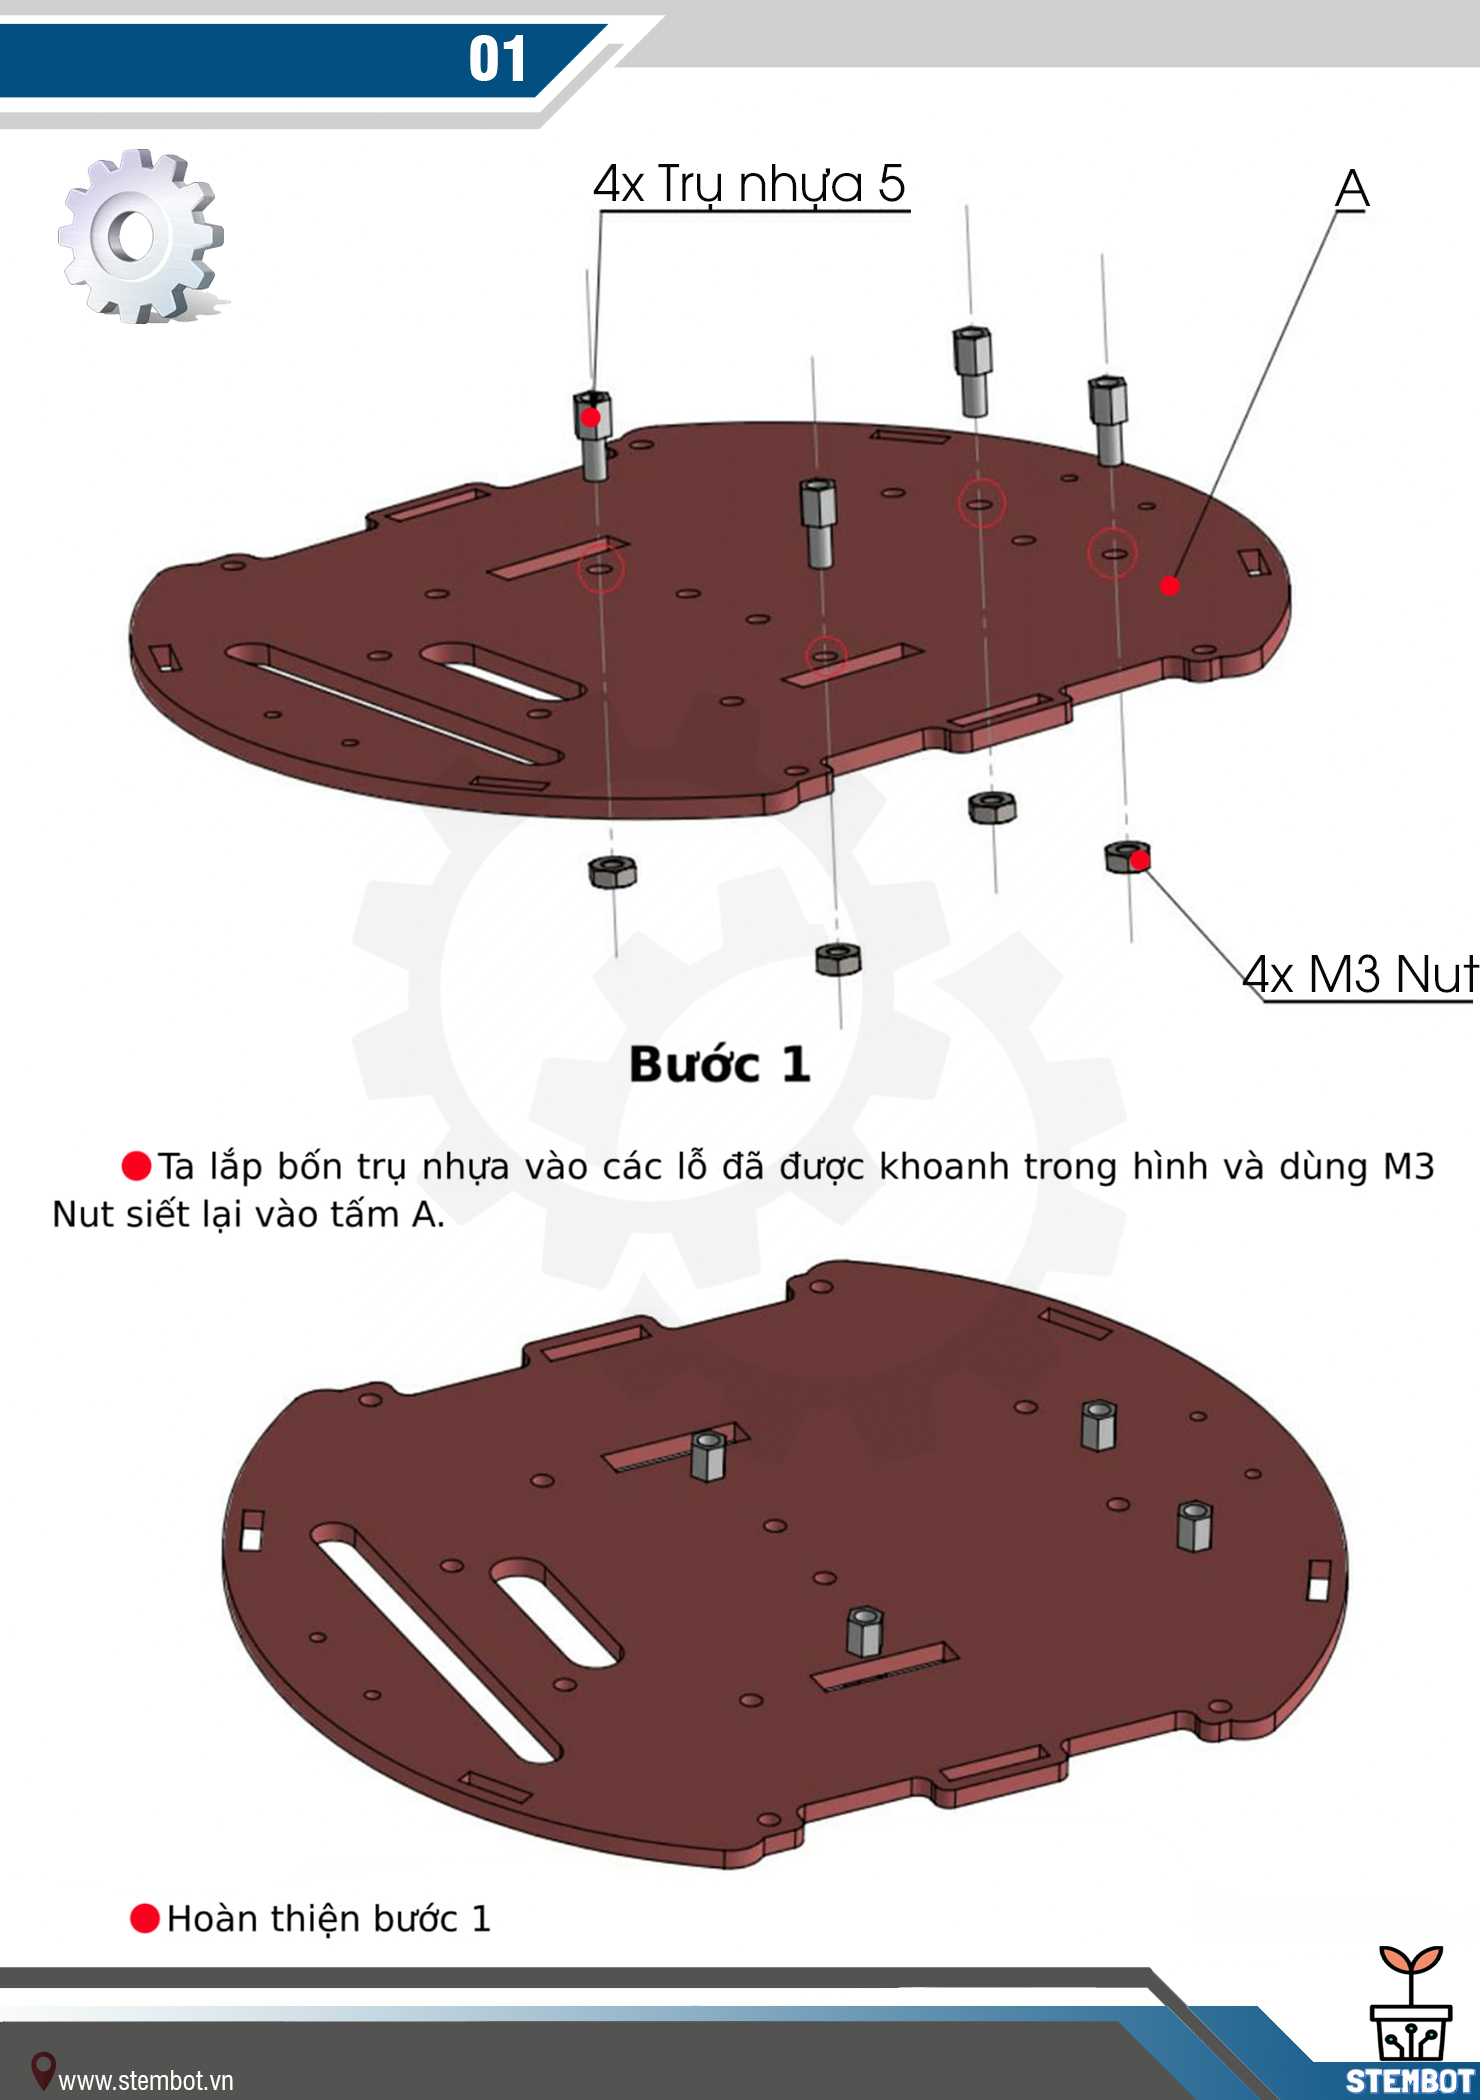 01
4x Trụ nhựa 5
A
4x M3 Nut
Bước 1
Ta lắp bốn trụ nhựa vào các lỗ đã được khoanh trong hình và dùng M3
Nut siết lại vào tấm A.
Hoàn thiện bước 1
www.stembot.vn
STEMBOT